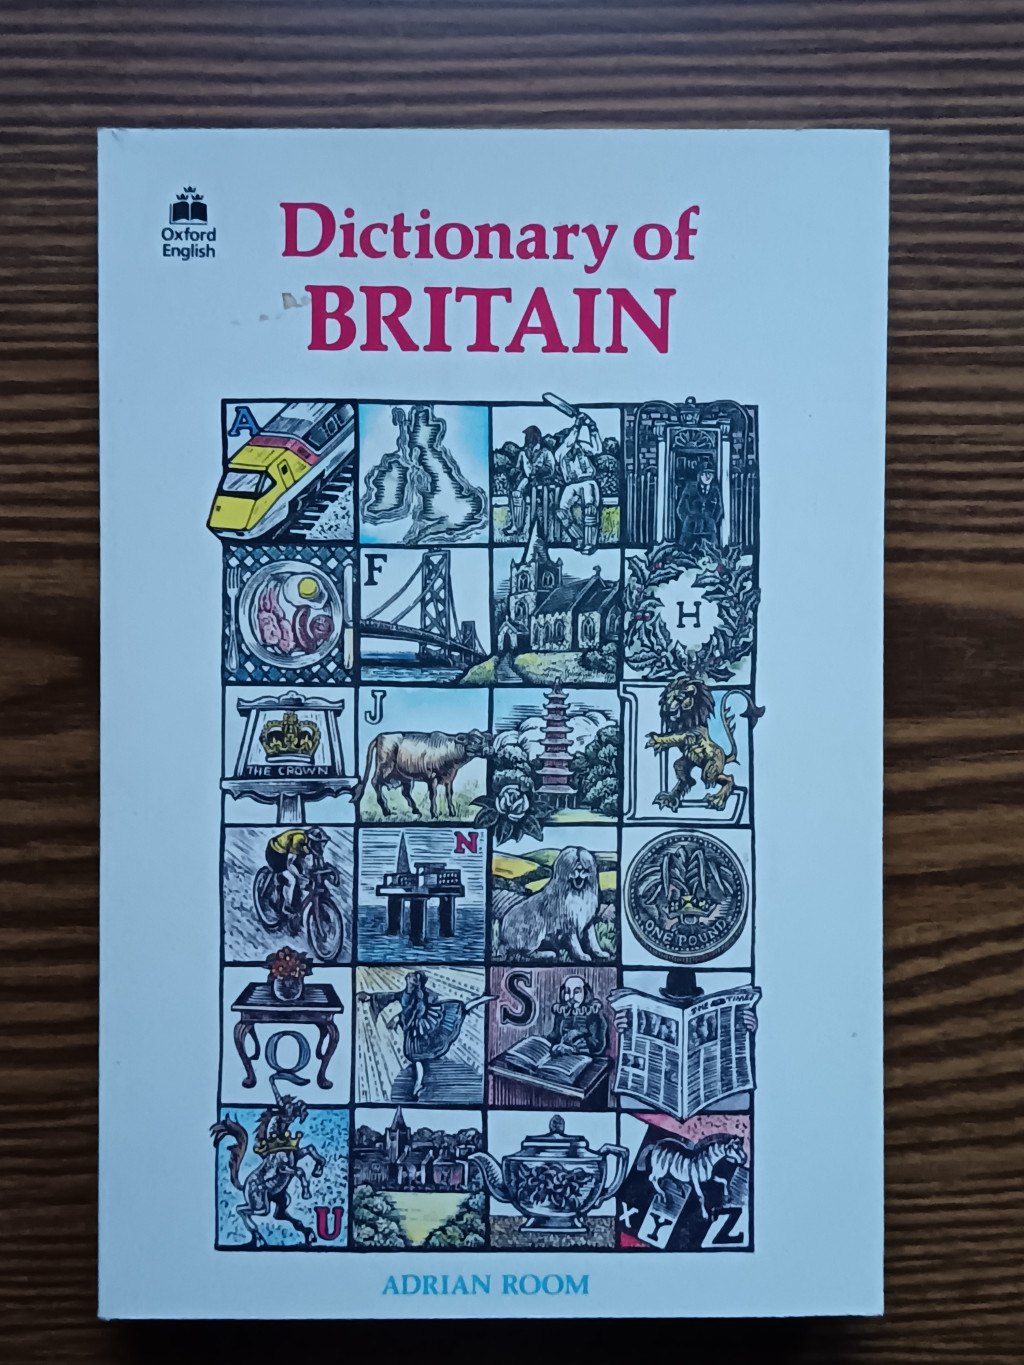 Oxford
English
Dictionary of
BRITAIN
A
F
H
THE CROWN
J
N
ONE POUND
Q
S
THE TIMES
U
X Y Z
ADRIAN ROOM